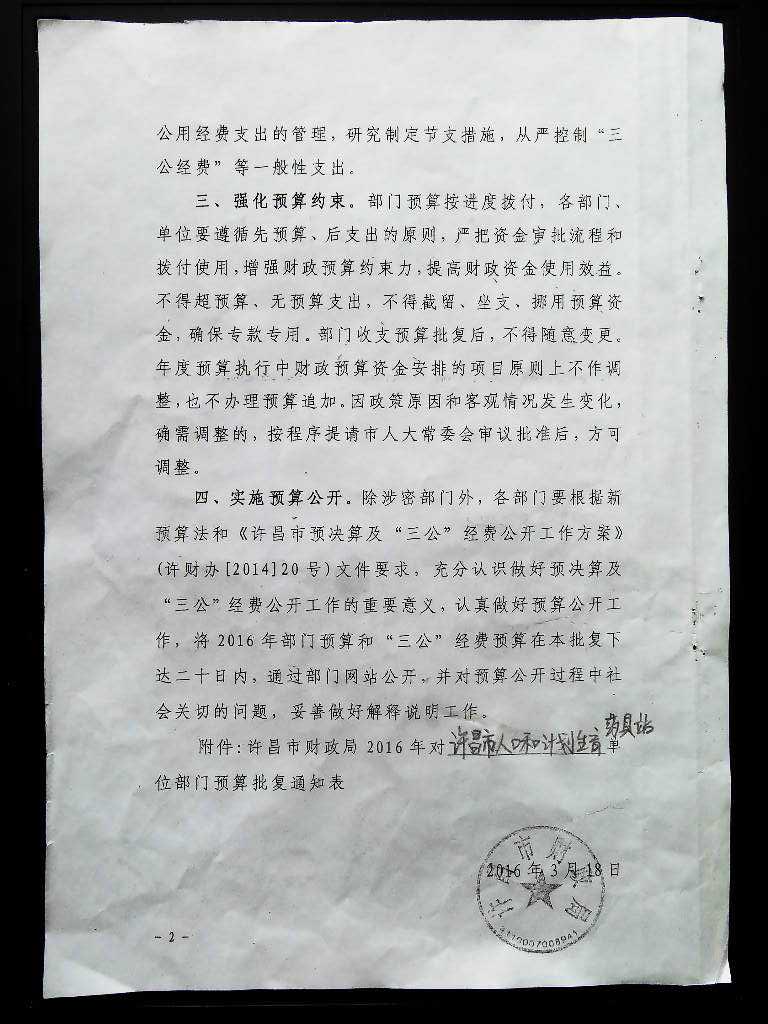 公用经费支出的管理，研究制定节支措施，从严控制“三
公经费”等一般性支出。
三、强化预算约束。部门预算按进度拨付，各部门、
单位要遵循先预算、后支出的原则，严把资金审批流程和
拨付使用，增强财政预算约束力，提高财政资金使用效益。
不得超预算、无预算支出，不得截留、坐支、挪用预算资
金，确保专款专用。部门收支预算批复后，不得随意变更。
年度预算执行中财政预算资金安排的项目原则上不作调
整，也不办理预算追加。因政策原因和客观情况发生变化，
确需调整的，按程序提请市人大常委会审议批准后，方可
调整。
四、实施预算公开。除涉密部门外，各部门要根据新
预算法和《许昌市预决算及“三公”经费公开工作方案》
(许财办[2014]20号)文件要求，充分认识做好预决算及
“三公”经费公开工作的重要意义，认真做好预算公开工
作，将2016年部门预算和“三公”经费预算在本批复下
达二十日内，通过部门网站公开。并对预算公开过程中社
会关切的问题，妥善做好解释说明工作。
附件：许昌市财政局2016年对许昌市人口和计划生育药具站单
位部门预算批复通知表
2016年3月18日
市财局
- 2 -